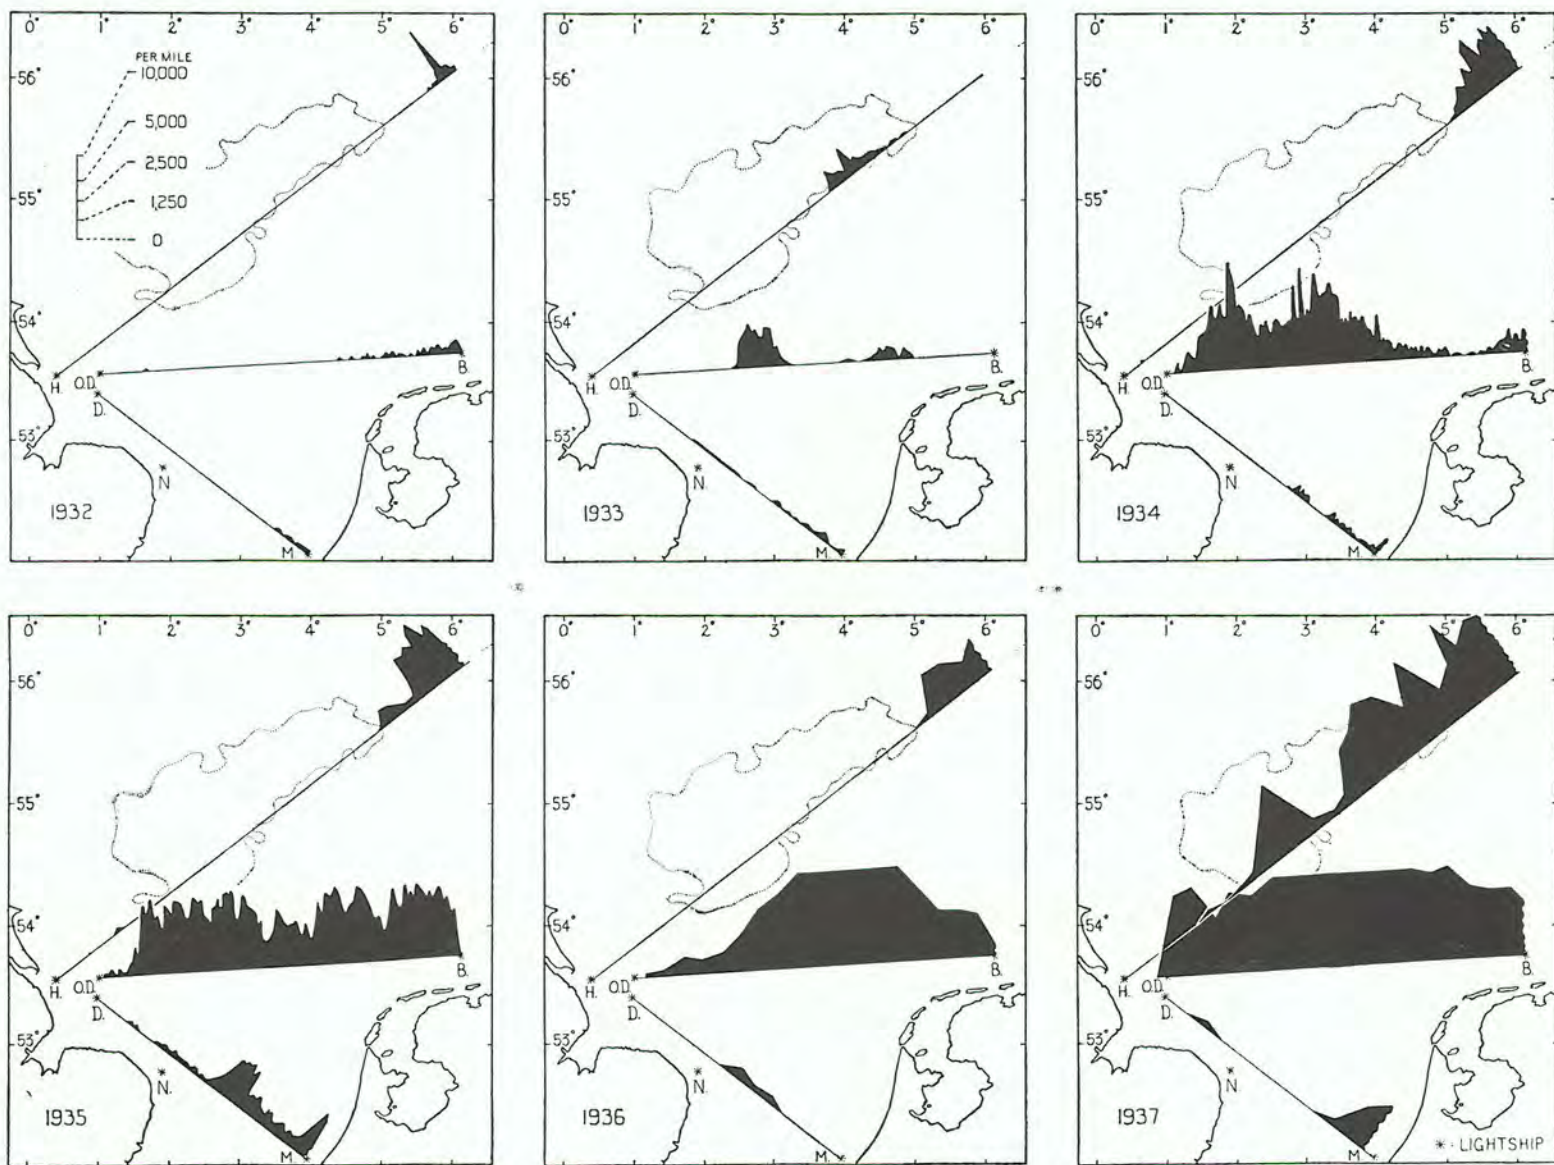 0° 1° 2° 3° 4° 5° 6°
PER MILE
10,000
56°
5,000
2,500
55°
1,250
0
54°
B.
H. O.D.
D.
53°
N
1932
M.
0° 1° 2° 3° 4° 5° 6°
56°
55°
54°
B.
H. O.D.
D.
53°
N
1933
M.
0° 1° 2° 3° 4° 5° 6°
56°
55°
54°
B.
H. O.D.
D.
53°
N
1934
M.
0° 1° 2° 3° 4° 5° 6°
56°
55°
54°
B.
H. O.D.
D.
53°
N.
1935
M.
0° 1° 2° 3° 4° 5° 6°
56°
55°
54°
B.
H. O.D.
D.
53°
N
1936
M.
0° 1° 2° 3° 4° 5° 6°
56°
55°
54°
B.
H. O.D.
D.
53°
N
1937
M.
* · LIGHTSHIP